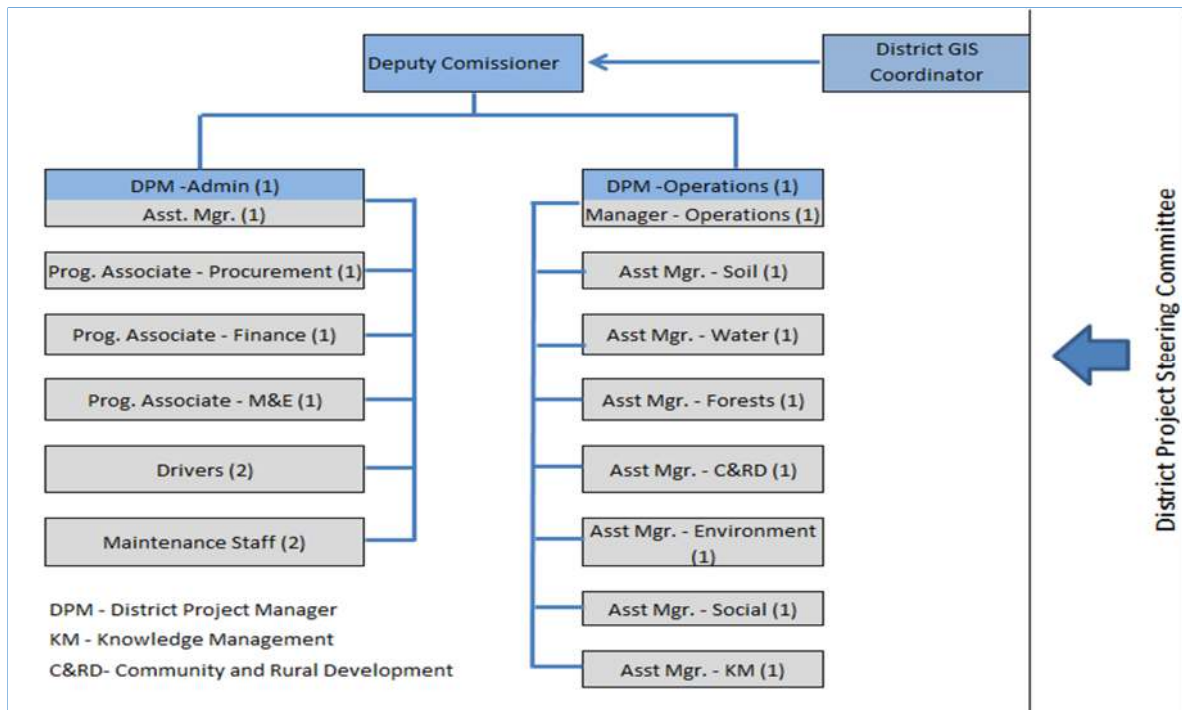 Deputy Comissioner
District GIS
Coordinator
DPM -Admin (1)
Asst. Mgr. (1)
Prog. Associate - Procurement (1)
Prog. Associate - Finance (1)
Prog. Associate - M&E (1)
Drivers (2)
Maintenance Staff (2)
DPM -Operations (1)
Manager - Operations (1)
Asst Mgr. - Soil (1)
Asst Mgr. - Water (1)
Asst Mgr. - Forests (1)
Asst Mgr. - C&RD (1)
Asst Mgr. - Environment
(1)
Asst Mgr. - Social (1)
Asst Mgr. - KM (1)
DPM - District Project Manager
KM - Knowledge Management
C&RD- Community and Rural Development
District Project Steering Committee